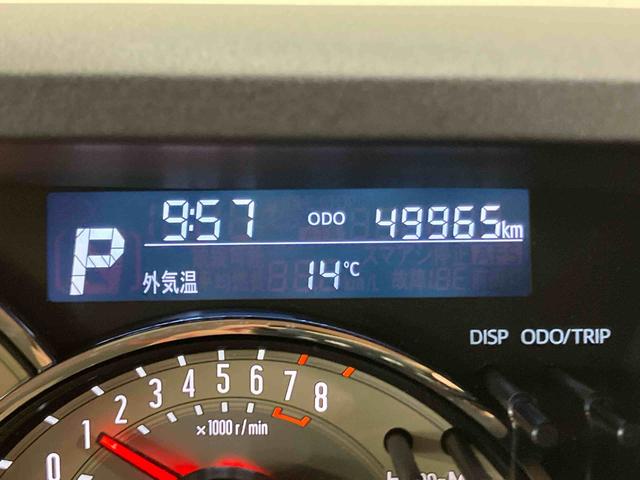 P 9:57 ODO 49965km
外気温 14℃
DISP ODO/TRIP
0 1 2 3 4 5 6 7 8
×1000 r/min